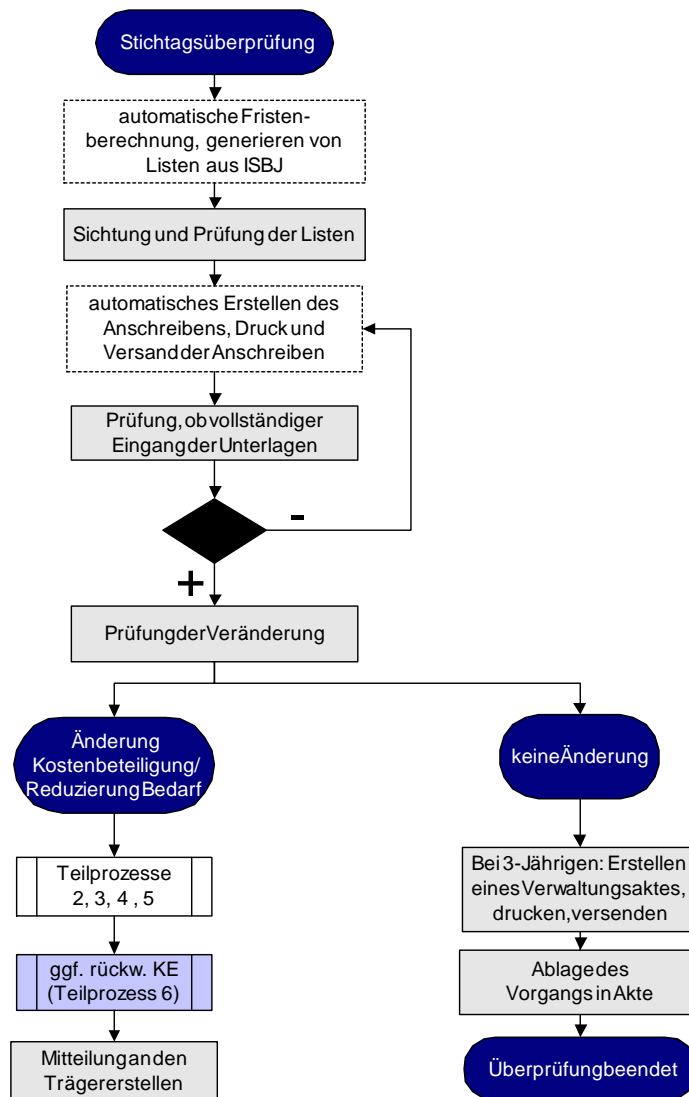 Stichtagsüberprüfung
automatische Fristen-
berechnung, generieren von
Listen aus ISBJ
Sichtung und Prüfung der Listen
automatisches Erstellen des
Anschreibens, Druck und
Versand der Anschreiben
Prüfung, ob vollständiger
Eingang der Unterlagen
-
+
Prüfung der Veränderung
Änderung
Kostenbeteiligung/
Reduzierung Bedarf
keine Änderung
Teilprozesse
2, 3, 4 , 5
Bei 3-Jährigen: Erstellen
eines Verwaltungsaktes,
drucken, versenden
ggf. rückw. KE
(Teilprozess 6)
Ablage des
Vorgangs in Akte
Mitteilung an den
Träger erstellen
Überprüfung beendet